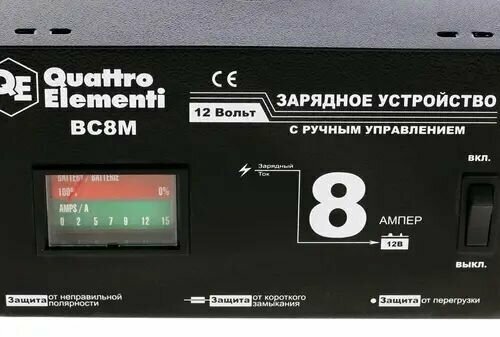 QE Quattro
Elementi
BC8M
CE
12 Вольт
ЗАРЯДНОЕ УСТРОЙСТВО
С РУЧНЫМ УПРАВЛЕНИЕМ
BATTERY / BATTERIE
100% 0%
AMPS / A
0 2 5 7 9 12 15
Зарядный
Ток
8
АМПЕР
12В
ВКЛ.
ВЫКЛ.
Защита от неправильной
полярности
Защита от короткого
замыкания
Защита от перегрузки